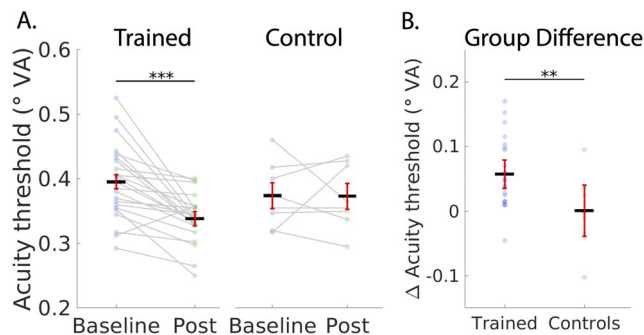 A.
Trained
Control
Acuity threshold (° VA)
0.6
0.5
0.4
0.3
0.2
***
Baseline Post
Baseline Post
B.
Group Difference
Δ Acuity threshold (° VA)
0.2
0.1
0
-0.1
**
Trained Controls